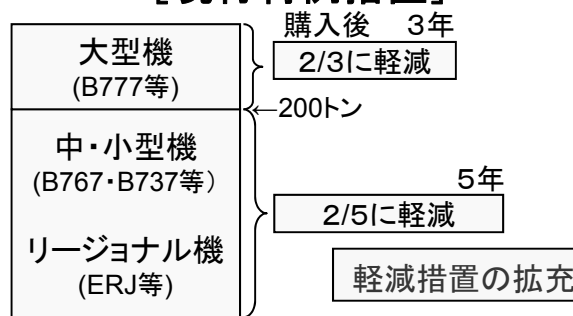 購入後 3年
大型機
(B777等)
2/3に軽減
←200トン
中・小型機
(B767・B737等)
5年
2/5に軽減
リージョナル機
(ERJ等)
軽減措置の拡充